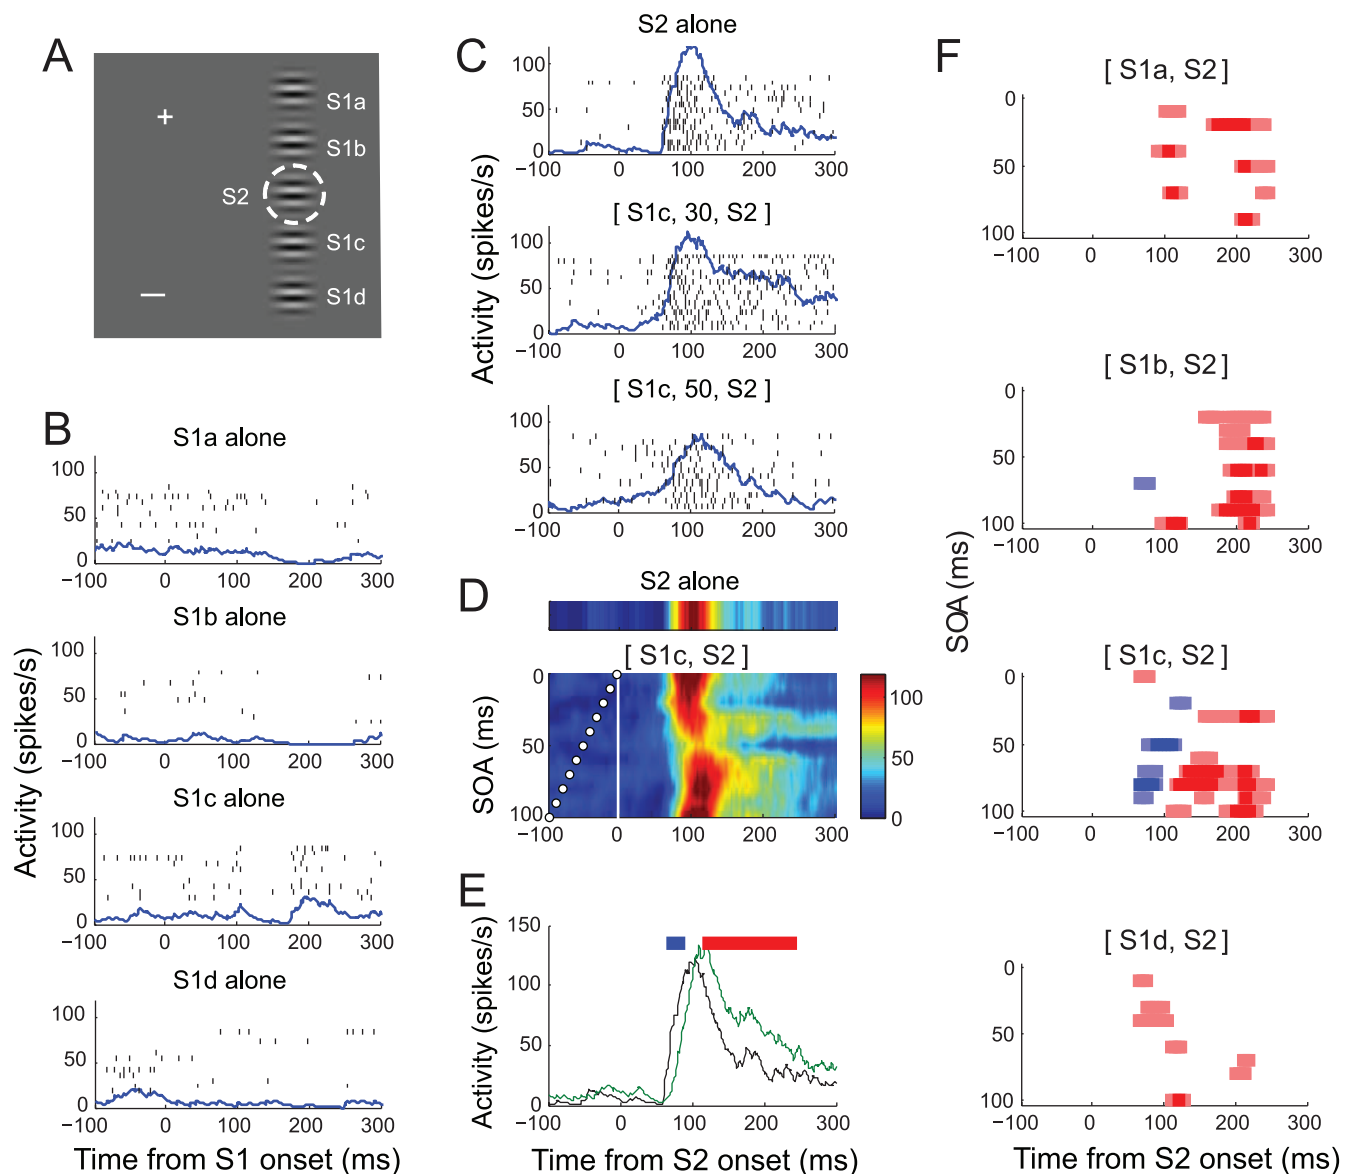 A
+
S1a
S1b
S2
S1c
S1d
—
B
Activity (spikes/s)
S1a alone
100
50
0
−100 0 100 200 300
S1b alone
100
50
0
−100 0 100 200 300
S1c alone
100
50
0
−100 0 100 200 300
S1d alone
100
50
0
−100 0 100 200 300
Time from S1 onset (ms)
C
Activity (spikes/s)
S2 alone
100
50
0
−100 0 100 200 300
[ S1c, 30, S2 ]
100
50
0
−100 0 100 200 300
[ S1c, 50, S2 ]
100
50
0
−100 0 100 200 300
D
S2 alone
[ S1c, S2 ]
SOA (ms)
0
50
100
−100 0 100 200 300
100
50
0
E
Activity (spikes/s)
150
100
50
0
−100 0 100 200 300
Time from S2 onset (ms)
F
SOA (ms)
[ S1a, S2 ]
0
50
100
−100 0 100 200 300
[ S1b, S2 ]
0
50
100
−100 0 100 200 300
[ S1c, S2 ]
0
50
100
−100 0 100 200 300
[ S1d, S2 ]
0
50
100
−100 0 100 200 300
Time from S2 onset (ms)